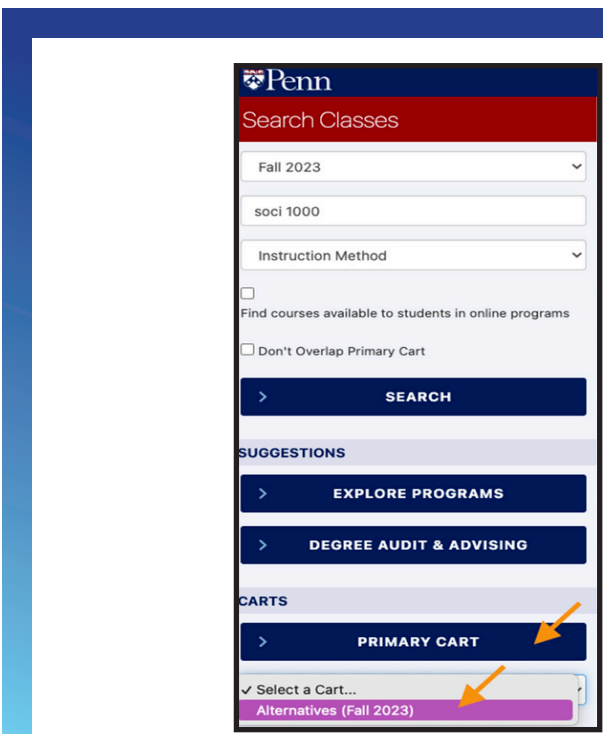 Penn
Search Classes
Fall 2023
soci 1000
Instruction Method
Find courses available to students in online programs
Don't Overlap Primary Cart
SEARCH
SUGGESTIONS
EXPLORE PROGRAMS
DEGREE AUDIT & ADVISING
CARTS
PRIMARY CART
✓ Select a Cart...
Alternatives (Fall 2023)